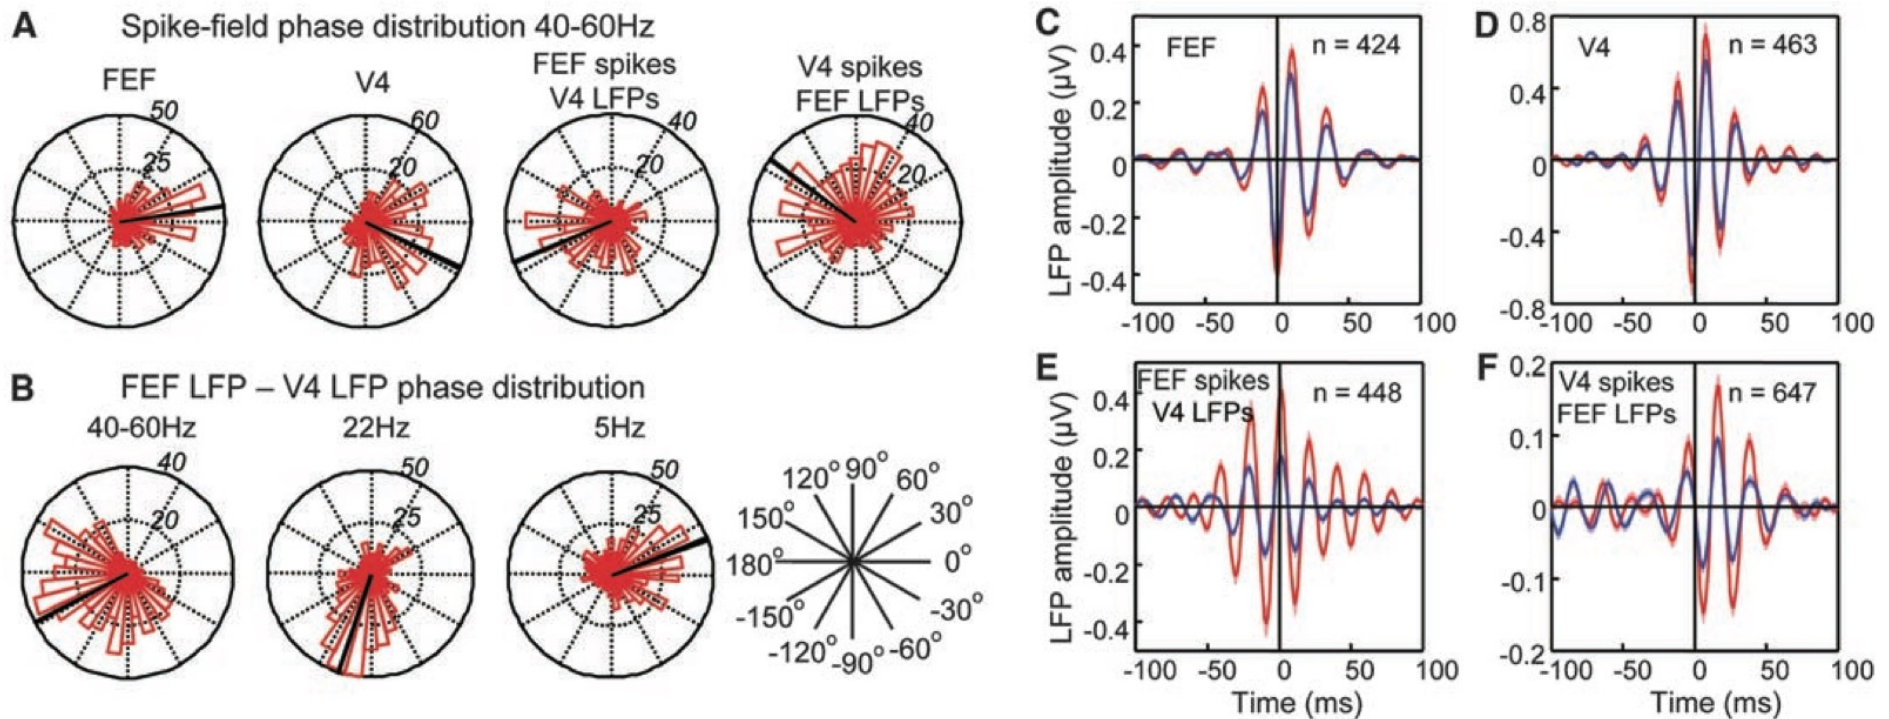 A Spike-field phase distribution 40-60Hz
FEF
50
25
V4
60
20
FEF spikes
V4 LFPs
40
20
V4 spikes
FEF LFPs
40
20
B FEF LFP – V4 LFP phase distribution
40-60Hz
40
20
22Hz
50
25
5Hz
50
25
90°
120° 60°
150° 30°
180° 0°
-150° -30°
-120° -60°
-90°
C
FEF n = 424
LFP amplitude (μV)
0.4
0.2
0
-0.2
-0.4
-100 -50 0 50 100
D
V4 n = 463
0.8
0.4
0
-0.4
-0.8
-100 -50 0 50 100
E
FEF spikes
V4 LFPs
n = 448
LFP amplitude (μV)
0.4
0.2
0
-0.2
-0.4
-100 -50 0 50 100
Time (ms)
F
V4 spikes
FEF LFPs
n = 647
0.2
0.1
0
-0.1
-0.2
-100 -50 0 50 100
Time (ms)